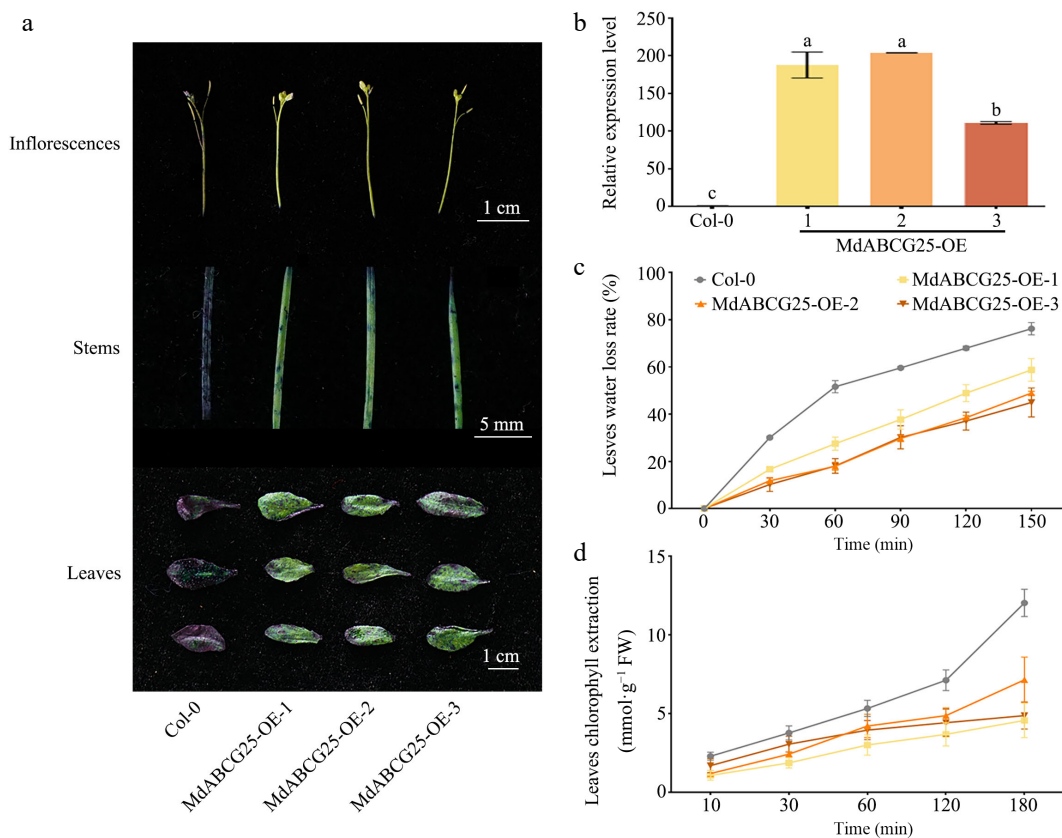 a
Inflorescences
1 cm
Stems
5 mm
Leaves
1 cm
Col-0
MdABCG25-OE-1
MdABCG25-OE-2
MdABCG25-OE-3
b
Relative expression level
250
200
150
100
50
0
c
a
a
b
Col-0
1
2
3
MdABCG25-OE
c
Lesves water loss rate (%)
100
80
60
40
20
0
Col-0
MdABCG25-OE-1
MdABCG25-OE-2
MdABCG25-OE-3
0
30
60
90
120
150
Time (min)
d
Leaves chlorophyll extraction
(mmol·g⁻¹ FW)
15
10
5
0
10
30
60
120
180
Time (min)